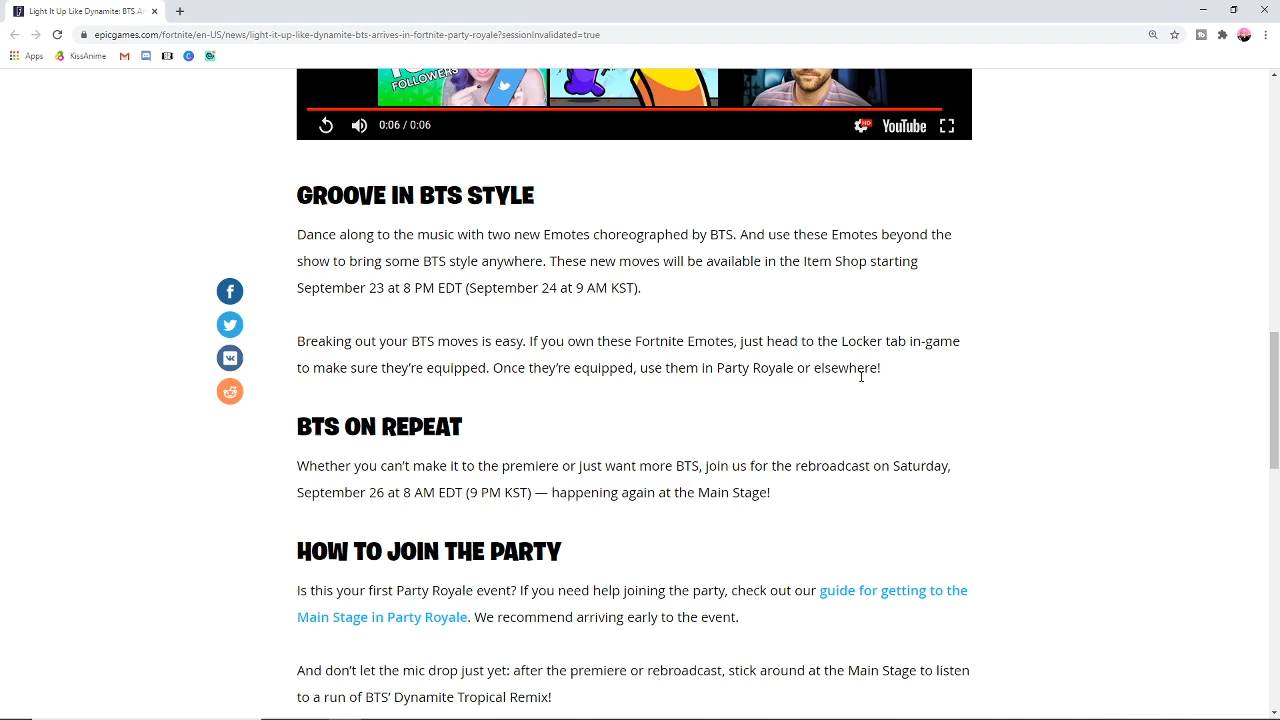 Light It Up Like Dynamite: BTS Ar
epicgames.com/fortnite/en-US/news/light-it-up-like-dynamite-bts-arrives-in-fortnite-party-royale?sessionInvalidated=true
Apps KissAnime
FOLLOWERS
0:06 / 0:06 HD YouTube
GROOVE IN BTS STYLE
Dance along to the music with two new Emotes choreographed by BTS. And use these Emotes beyond the
show to bring some BTS style anywhere. These new moves will be available in the Item Shop starting
September 23 at 8 PM EDT (September 24 at 9 AM KST).
Breaking out your BTS moves is easy. If you own these Fortnite Emotes, just head to the Locker tab in-game
to make sure they’re equipped. Once they’re equipped, use them in Party Royale or elsewhere!
BTS ON REPEAT
Whether you can’t make it to the premiere or just want more BTS, join us for the rebroadcast on Saturday,
September 26 at 8 AM EDT (9 PM KST) — happening again at the Main Stage!
HOW TO JOIN THE PARTY
Is this your first Party Royale event? If you need help joining the party, check out our guide for getting to the
Main Stage in Party Royale. We recommend arriving early to the event.
And don’t let the mic drop just yet: after the premiere or rebroadcast, stick around at the Main Stage to listen
to a run of BTS’ Dynamite Tropical Remix!